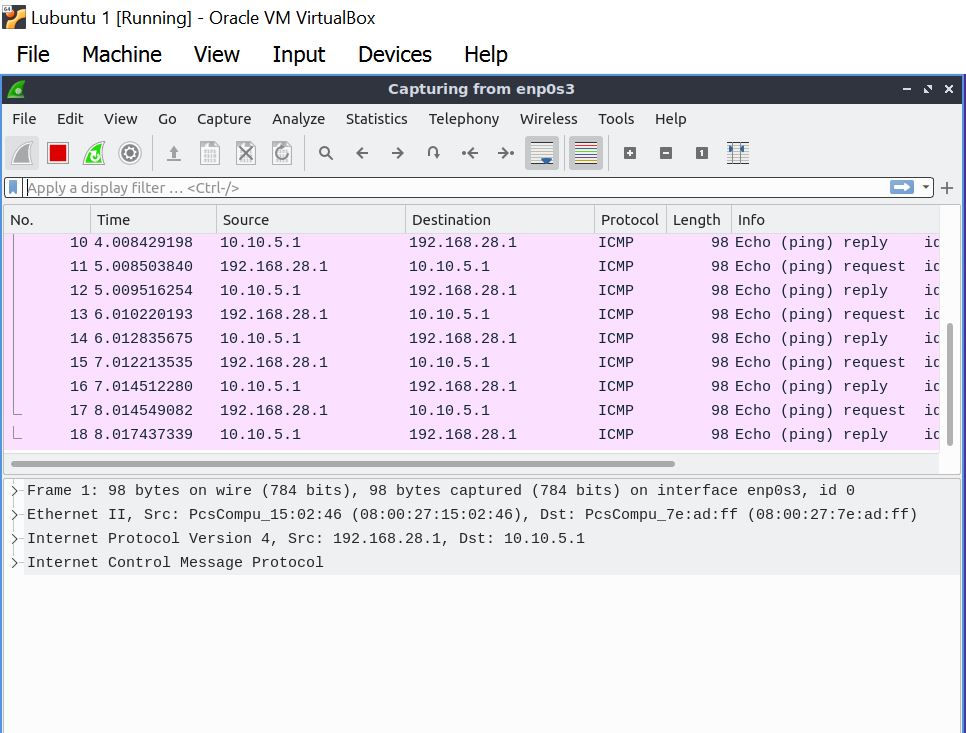 Lubuntu 1 [Running] - Oracle VM VirtualBox
File Machine View Input Devices Help
Capturing from enp0s3
File Edit View Go Capture Analyze Statistics Telephony Wireless Tools Help
Apply a display filter … <Ctrl-/>
No. Time Source Destination Protocol Length Info
10 4.008429198 10.10.5.1 192.168.28.1 ICMP 98 Echo (ping) reply id
11 5.008503840 192.168.28.1 10.10.5.1 ICMP 98 Echo (ping) request id
12 5.009516254 10.10.5.1 192.168.28.1 ICMP 98 Echo (ping) reply id
13 6.010220193 192.168.28.1 10.10.5.1 ICMP 98 Echo (ping) request id
14 6.012835675 10.10.5.1 192.168.28.1 ICMP 98 Echo (ping) reply id
15 7.012213535 192.168.28.1 10.10.5.1 ICMP 98 Echo (ping) request id
16 7.014512280 10.10.5.1 192.168.28.1 ICMP 98 Echo (ping) reply id
17 8.014549082 192.168.28.1 10.10.5.1 ICMP 98 Echo (ping) request id
18 8.017437339 10.10.5.1 192.168.28.1 ICMP 98 Echo (ping) reply id
Frame 1: 98 bytes on wire (784 bits), 98 bytes captured (784 bits) on interface enp0s3, id 0
Ethernet II, Src: PcsCompu_15:02:46 (08:00:27:15:02:46), Dst: PcsCompu_7e:ad:ff (08:00:27:7e:ad:ff)
Internet Protocol Version 4, Src: 192.168.28.1, Dst: 10.10.5.1
Internet Control Message Protocol